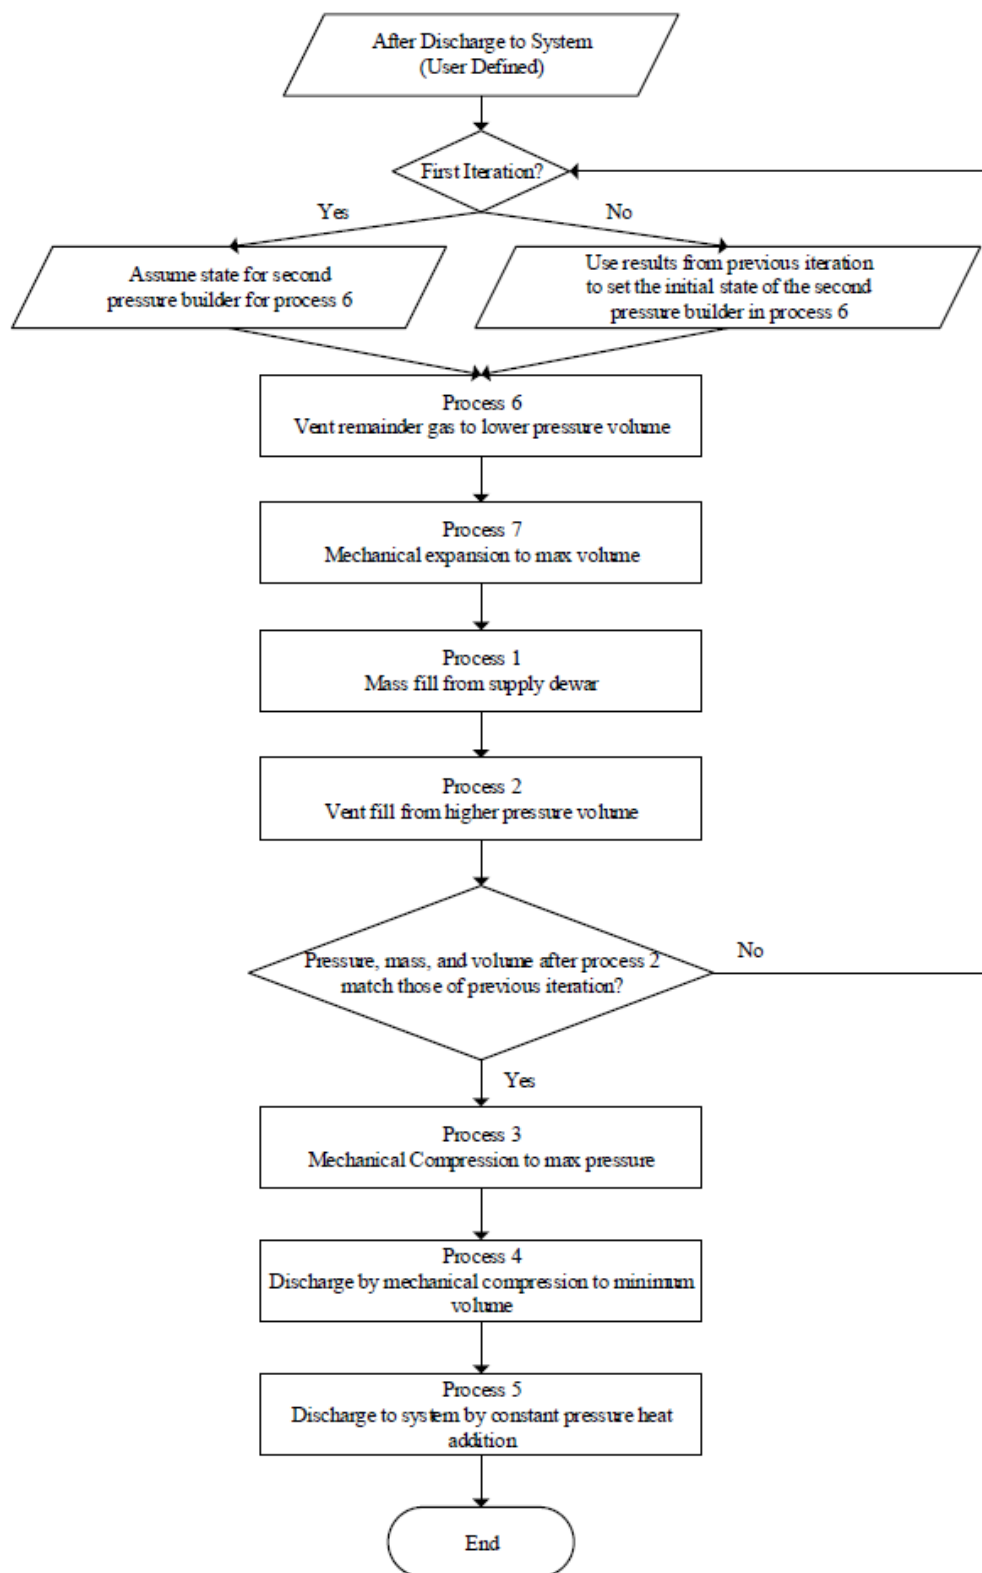 After Discharge to System
(User Defined)
First Iteration?
Yes
No
Assume state for second
pressure builder for process 6
Use results from previous iteration
to set the initial state of the second
pressure builder in process 6
Process 6
Vent remainder gas to lower pressure volume
Process 7
Mechanical expansion to max volume
Process 1
Mass fill from supply dewar
Process 2
Vent fill from higher pressure volume
Pressure, mass, and volume after process 2
match those of previous iteration?
No
Yes
Process 3
Mechanical Compression to max pressure
Process 4
Discharge by mechanical compression to minimum
volume
Process 5
Discharge to system by constant pressure heat
addition
End